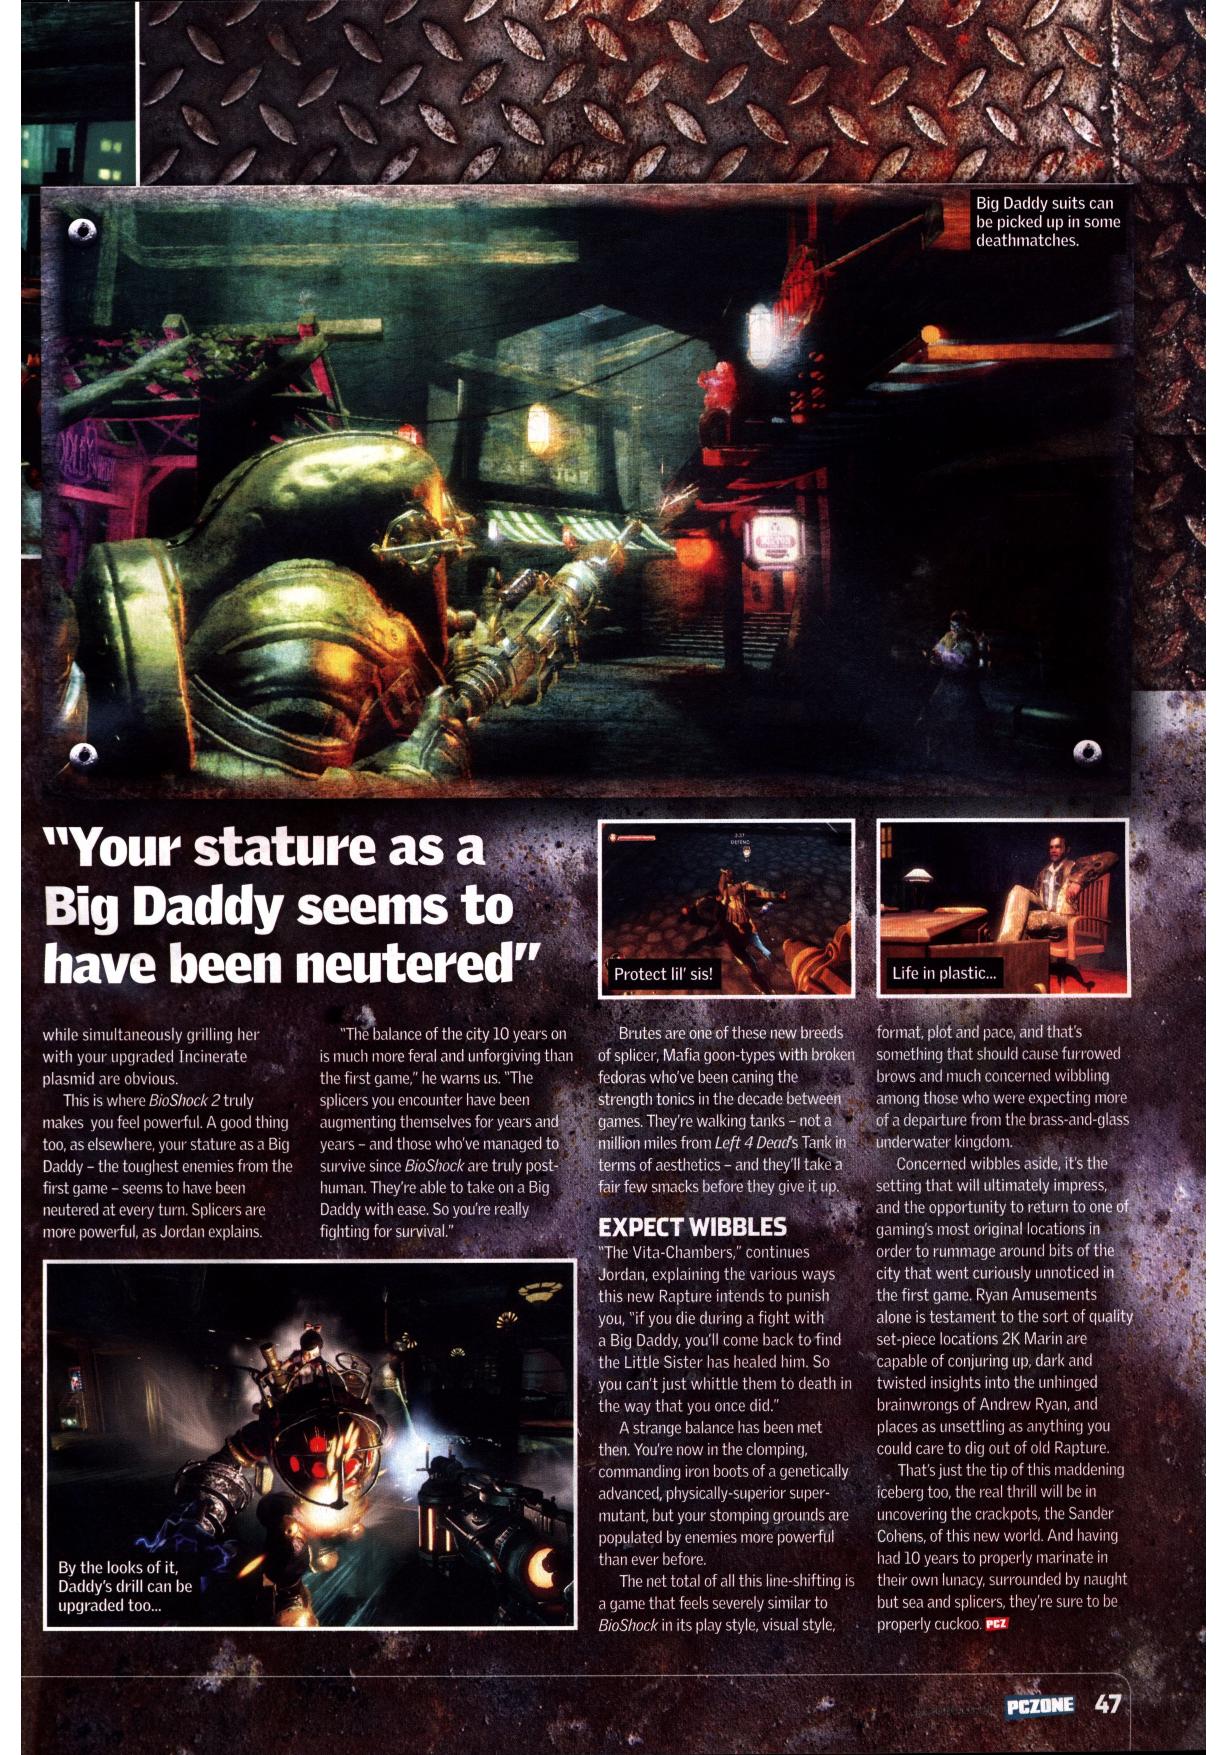 Big Daddy suits can
be picked up in some
deathmatches.
"Your stature as a
Big Daddy seems to
have been neutered"
Protect lil' sis!
Life in plastic...
while simultaneously grilling her
with your upgraded Incinerate
plasmid are obvious.
This is where BioShock 2 truly
makes you feel powerful. A good thing
too, as elsewhere, your stature as a Big
Daddy – the toughest enemies from the
first game – seems to have been
neutered at every turn. Splicers are
more powerful, as Jordan explains.
"The balance of the city 10 years on
is much more feral and unforgiving than
the first game," he warns us. "The
splicers you encounter have been
augmenting themselves for years and
years – and those who've managed to
survive since BioShock are truly post-
human. They're able to take on a Big
Daddy with ease. So you're really
fighting for survival."
By the looks of it,
Daddy's drill can be
upgraded too...
Brutes are one of these new breeds
of splicer, Mafia goon-types with broken
fedoras who've been caning the
strength tonics in the decade between
games. They're walking tanks – not a
million miles from Left 4 Dead's Tank in
terms of aesthetics – and they'll take a
fair few smacks before they give it up.
EXPECT WIBBLES
"The Vita-Chambers," continues
Jordan, explaining the various ways
this new Rapture intends to punish
you, "if you die during a fight with
a Big Daddy, you'll come back to find
the Little Sister has healed him. So
you can't just whittle them to death in
the way that you once did."
A strange balance has been met
then. You're now in the clomping,
commanding iron boots of a genetically
advanced, physically-superior super-
mutant, but your stomping grounds are
populated by enemies more powerful
than ever before.
The net total of all this line-shifting is
a game that feels severely similar to
BioShock in its play style, visual style,
format, plot and pace, and that's
something that should cause furrowed
brows and much concerned wibbling
among those who were expecting more
of a departure from the brass-and-glass
underwater kingdom.
Concerned wibbles aside, it's the
setting that will ultimately impress,
and the opportunity to return to one of
gaming's most original locations in
order to rummage around bits of the
city that went curiously unnoticed in
the first game. Ryan Amusements
alone is testament to the sort of quality
set-piece locations 2K Marin are
capable of conjuring up, dark and
twisted insights into the unhinged
brainwrongs of Andrew Ryan, and
places as unsettling as anything you
could care to dig out of old Rapture.
That's just the tip of this maddening
iceberg too, the real thrill will be in
uncovering the crackpots, the Sander
Cohens, of this new world. And having
had 10 years to properly marinate in
their own lunacy, surrounded by naught
but sea and splicers, they're sure to be
properly cuckoo. PCZ
PCZONE 47